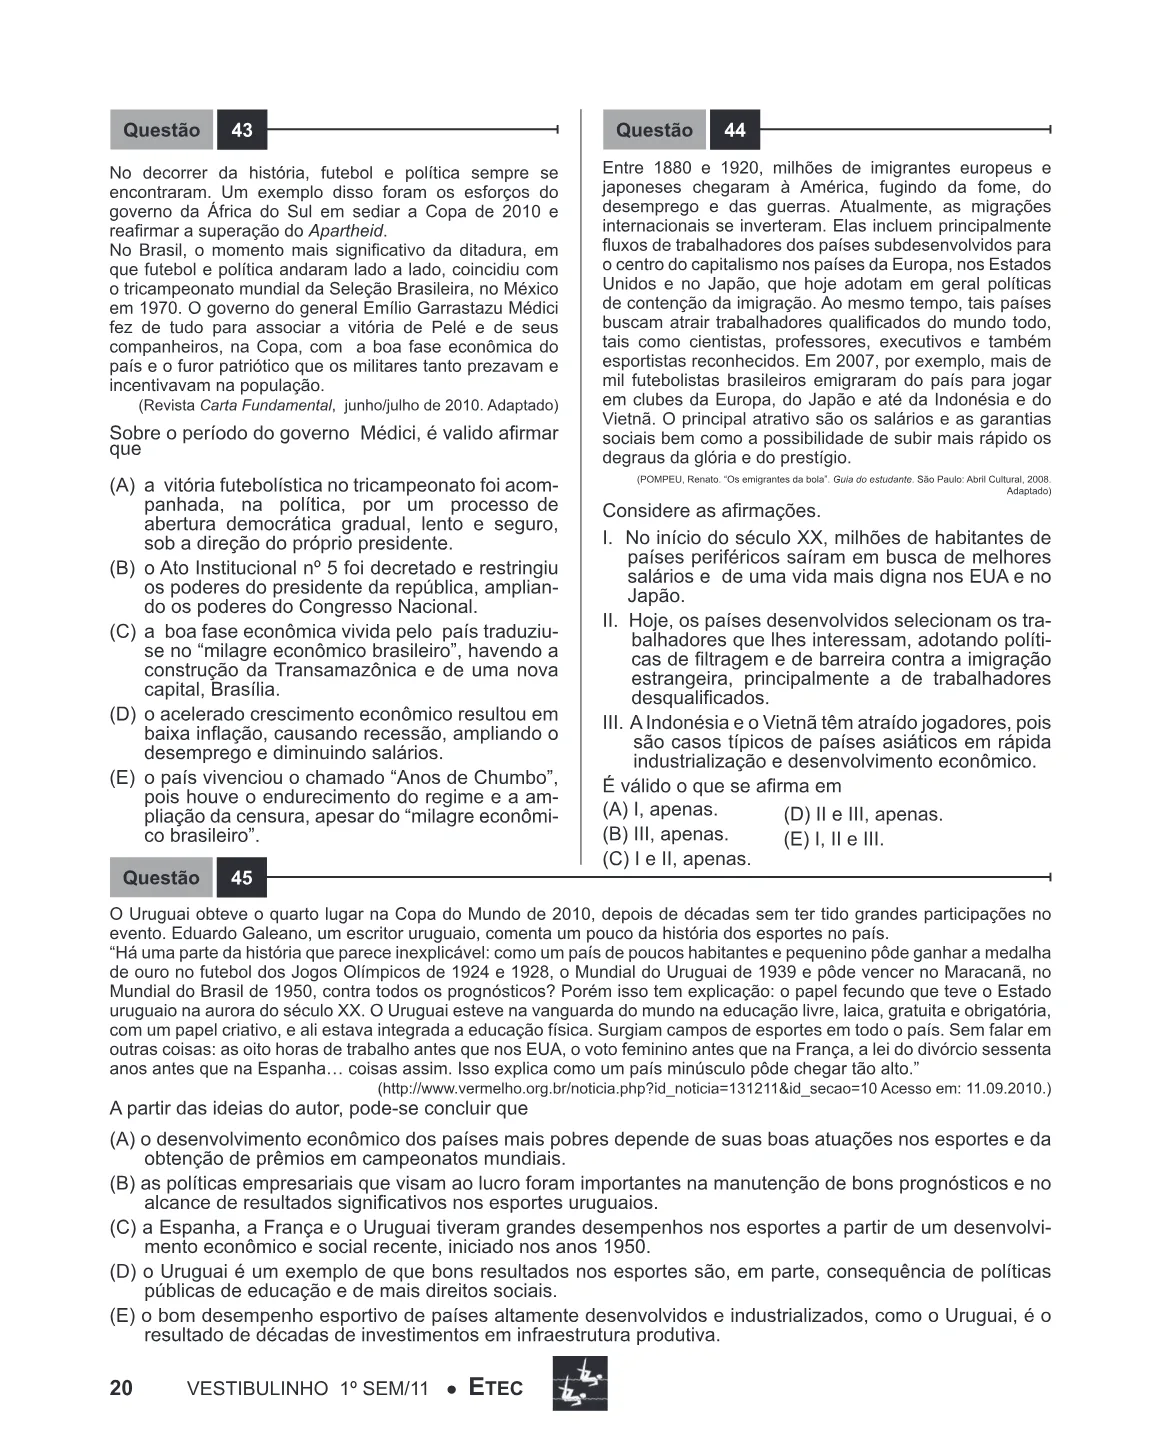 Questão 43
No decorrer da história, futebol e política sempre se
encontraram. Um exemplo disso foram os esforços do
governo da África do Sul em sediar a Copa de 2010 e
reafirmar a superação do Apartheid.
No Brasil, o momento mais significativo da ditadura, em
que futebol e política andaram lado a lado, coincidiu com
o tricampeonato mundial da Seleção Brasileira, no México
em 1970. O governo do general Emílio Garrastazu Médici
fez de tudo para associar a vitória de Pelé e de seus
companheiros, na Copa, com a boa fase econômica do
país e o furor patriótico que os militares tanto prezavam e
incentivavam na população.
(Revista Carta Fundamental, junho/julho de 2010. Adaptado)
Sobre o período do governo Médici, é valido afirmar
que
(A) a vitória futebolística no tricampeonato foi acom-
panhada, na política, por um processo de
abertura democrática gradual, lento e seguro,
sob a direção do próprio presidente.
(B) o Ato Institucional nº 5 foi decretado e restringiu
os poderes do presidente da república, amplian-
do os poderes do Congresso Nacional.
(C) a boa fase econômica vivida pelo país traduziu-
se no “milagre econômico brasileiro”, havendo a
construção da Transamazônica e de uma nova
capital, Brasília.
(D) o acelerado crescimento econômico resultou em
baixa inflação, causando recessão, ampliando o
desemprego e diminuindo salários.
(E) o país vivenciou o chamado “Anos de Chumbo”,
pois houve o endurecimento do regime e a am-
pliação da censura, apesar do “milagre econômi-
co brasileiro”.
Questão 44
Entre 1880 e 1920, milhões de imigrantes europeus e
japoneses chegaram à América, fugindo da fome, do
desemprego e das guerras. Atualmente, as migrações
internacionais se inverteram. Elas incluem principalmente
fluxos de trabalhadores dos países subdesenvolvidos para
o centro do capitalismo nos países da Europa, nos Estados
Unidos e no Japão, que hoje adotam em geral políticas
de contenção da imigração. Ao mesmo tempo, tais países
buscam atrair trabalhadores qualificados do mundo todo,
tais como cientistas, professores, executivos e também
esportistas reconhecidos. Em 2007, por exemplo, mais de
mil futebolistas brasileiros emigraram do país para jogar
em clubes da Europa, do Japão e até da Indonésia e do
Vietnã. O principal atrativo são os salários e as garantias
sociais bem como a possibilidade de subir mais rápido os
degraus da glória e do prestígio.
(POMPEU, Renato. “Os emigrantes da bola”. Guia do estudante. São Paulo: Abril Cultural, 2008.
Adaptado)
Considere as afirmações.
I. No início do século XX, milhões de habitantes de
países periféricos saíram em busca de melhores
salários e de uma vida mais digna nos EUA e no
Japão.
II. Hoje, os países desenvolvidos selecionam os tra-
balhadores que lhes interessam, adotando políti-
cas de filtragem e de barreira contra a imigração
estrangeira, principalmente a de trabalhadores
desqualificados.
III. A Indonésia e o Vietnã têm atraído jogadores, pois
são casos típicos de países asiáticos em rápida
industrialização e desenvolvimento econômico.
É válido o que se afirma em
(A) I, apenas.
(B) III, apenas.
(C) I e II, apenas.
(D) II e III, apenas.
(E) I, II e III.
Questão 45
O Uruguai obteve o quarto lugar na Copa do Mundo de 2010, depois de décadas sem ter tido grandes participações no
evento. Eduardo Galeano, um escritor uruguaio, comenta um pouco da história dos esportes no país.
“Há uma parte da história que parece inexplicável: como um país de poucos habitantes e pequenino pôde ganhar a medalha
de ouro no futebol dos Jogos Olímpicos de 1924 e 1928, o Mundial do Uruguai de 1939 e pôde vencer no Maracanã, no
Mundial do Brasil de 1950, contra todos os prognósticos? Porém isso tem explicação: o papel fecundo que teve o Estado
uruguaio na aurora do século XX. O Uruguai esteve na vanguarda do mundo na educação livre, laica, gratuita e obrigatória,
com um papel criativo, e ali estava integrada a educação física. Surgiam campos de esportes em todo o país. Sem falar em
outras coisas: as oito horas de trabalho antes que nos EUA, o voto feminino antes que na França, a lei do divórcio sessenta
anos antes que na Espanha… coisas assim. Isso explica como um país minúsculo pôde chegar tão alto.”
(http://www.vermelho.org.br/noticia.php?id_noticia=131211&id_secao=10 Acesso em: 11.09.2010.)
A partir das ideias do autor, pode-se concluir que
(A) o desenvolvimento econômico dos países mais pobres depende de suas boas atuações nos esportes e da
obtenção de prêmios em campeonatos mundiais.
(B) as políticas empresariais que visam ao lucro foram importantes na manutenção de bons prognósticos e no
alcance de resultados significativos nos esportes uruguaios.
(C) a Espanha, a França e o Uruguai tiveram grandes desempenhos nos esportes a partir de um desenvolvi-
mento econômico e social recente, iniciado nos anos 1950.
(D) o Uruguai é um exemplo de que bons resultados nos esportes são, em parte, consequência de políticas
públicas de educação e de mais direitos sociais.
(E) o bom desempenho esportivo de países altamente desenvolvidos e industrializados, como o Uruguai, é o
resultado de décadas de investimentos em infraestrutura produtiva.
20 VESTIBULINHO 1º SEM/11 • ETEC